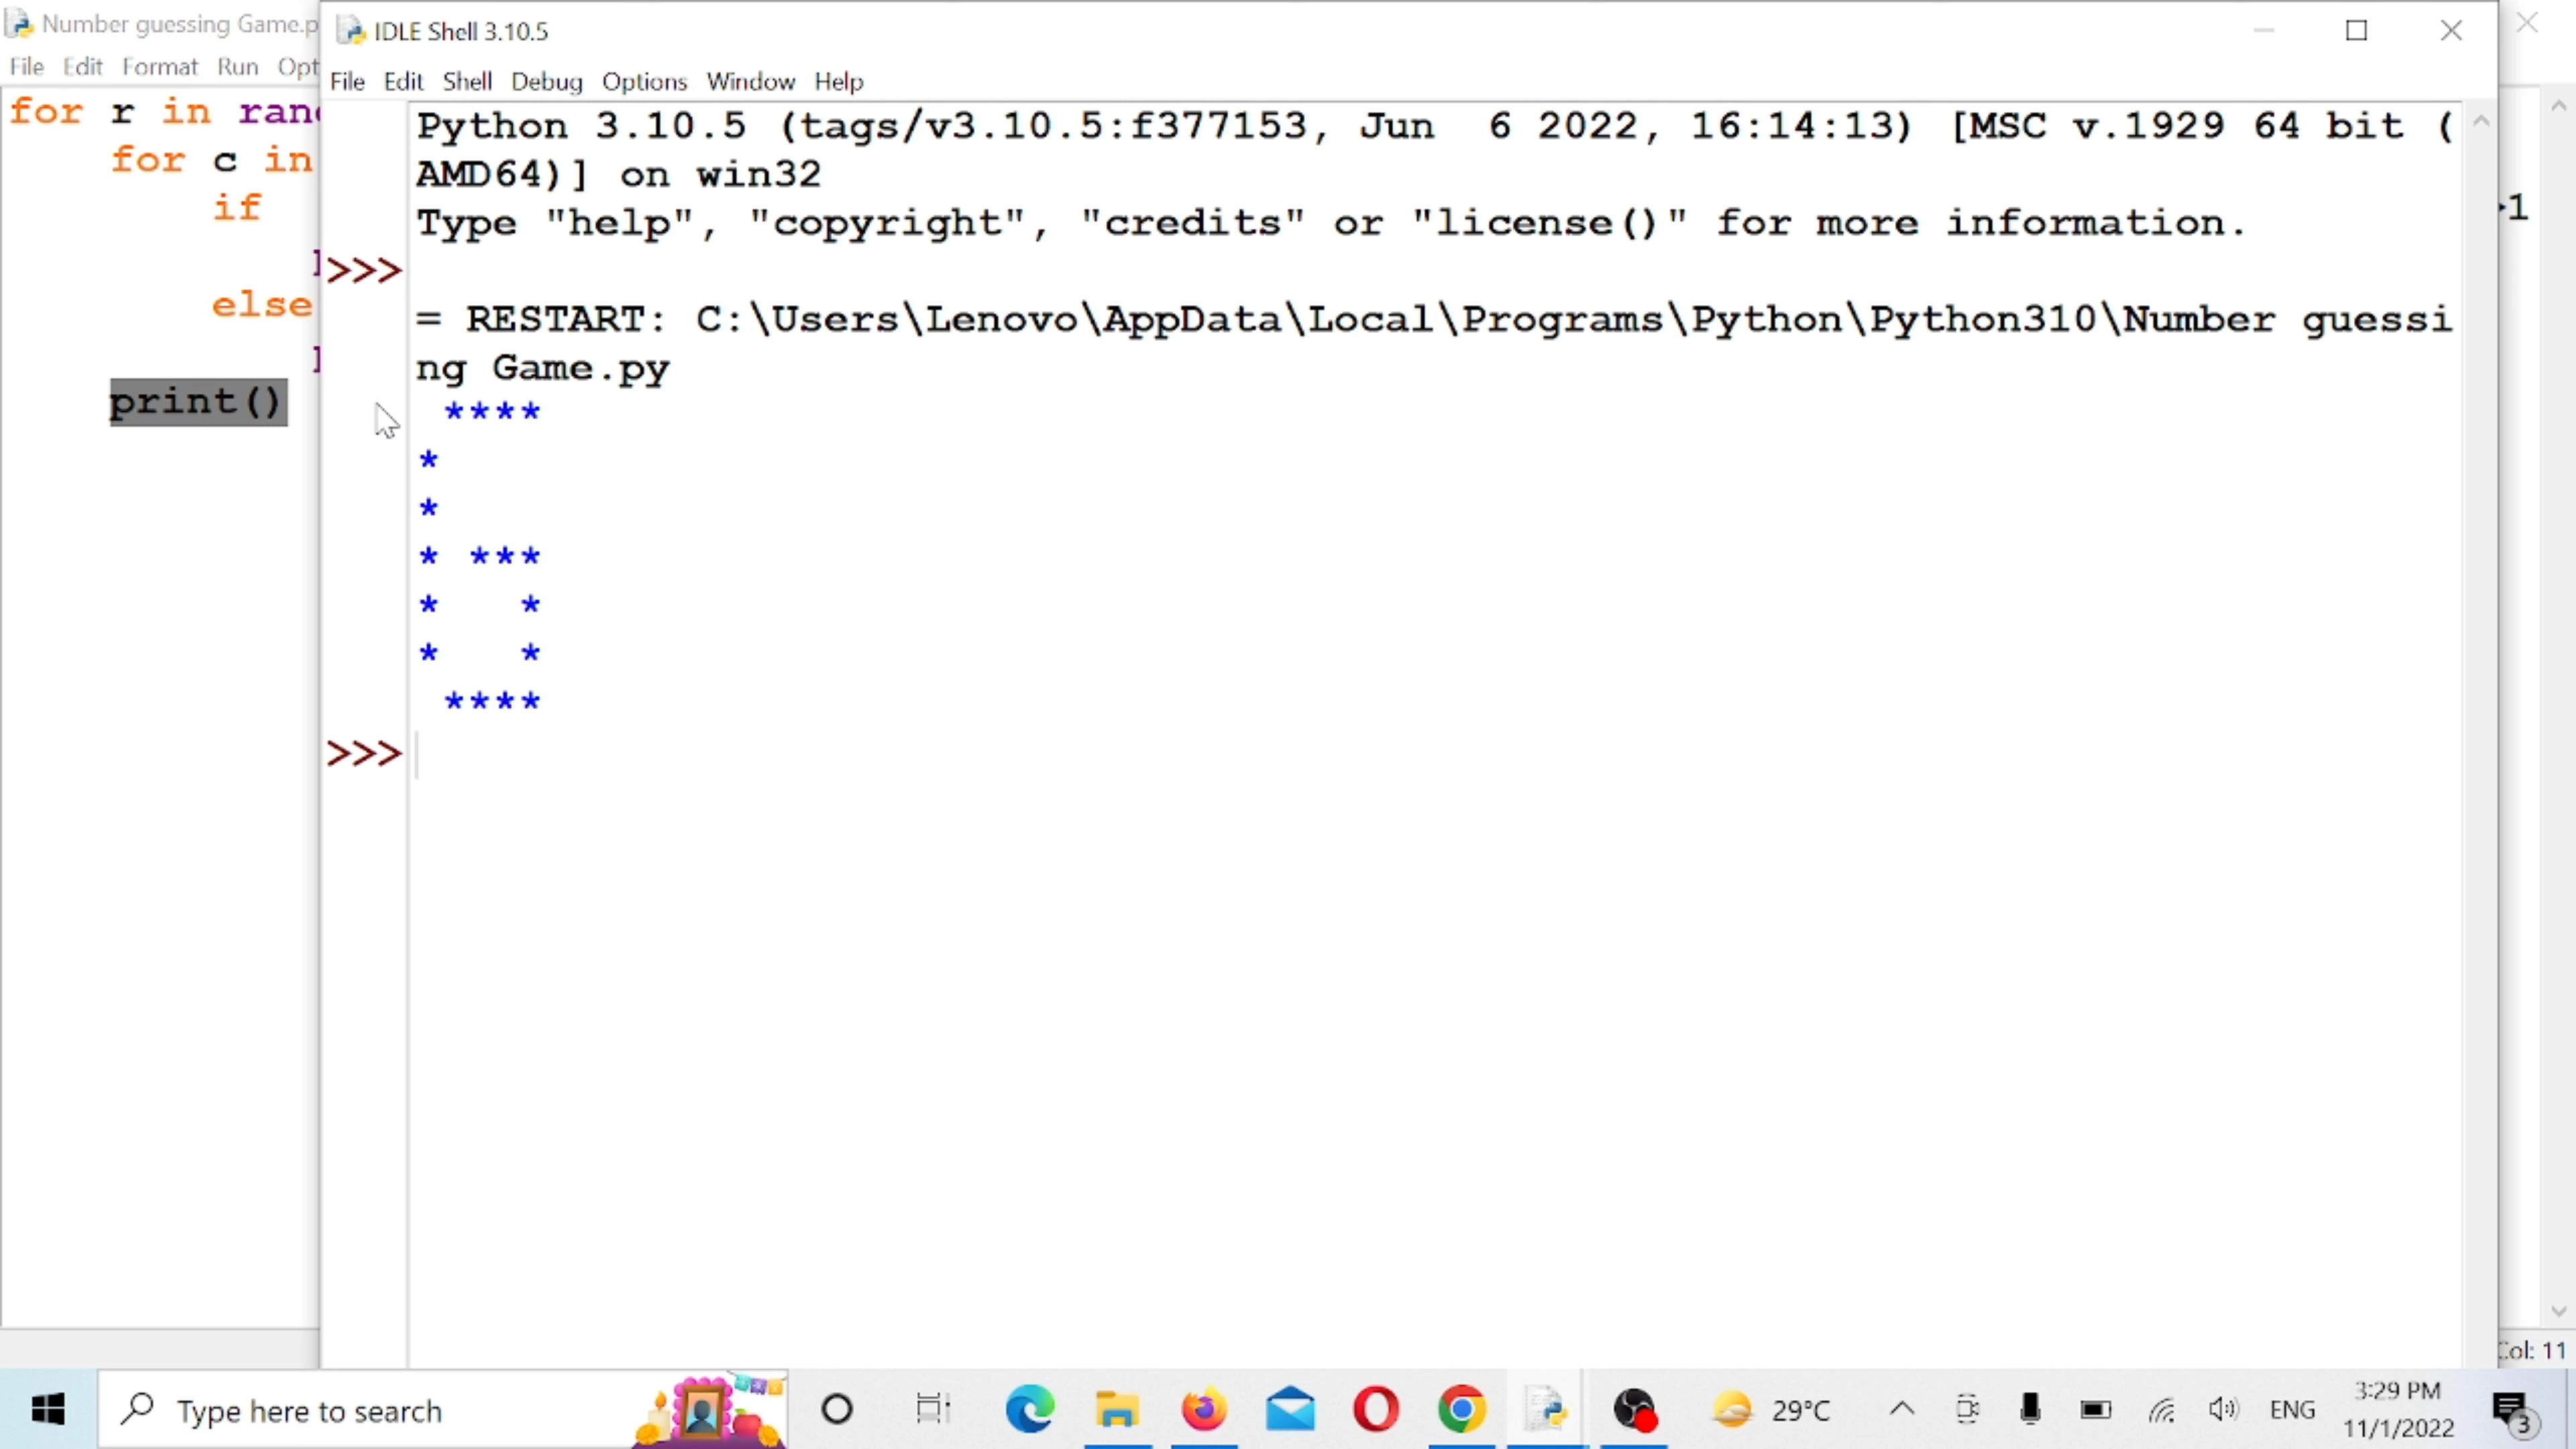 Number guessing Game.p
File Edit Format Run Opt
for r in rang
for c in
if
else
print()
IDLE Shell 3.10.5
File Edit Shell Debug Options Window Help
Python 3.10.5 (tags/v3.10.5:f377153, Jun  6 2022, 16:14:13) [MSC v.1929 64 bit (
AMD64)] on win32
Type "help", "copyright", "credits" or "license()" for more information.
>>>
= RESTART: C:\Users\Lenovo\AppData\Local\Programs\Python\Python310\Number guessi
ng Game.py
 ****
*
*
* ***
*   *
*   *
 ****
>>>
1
Col: 11
Type here to search
29°C
ENG
3:29 PM
11/1/2022
3